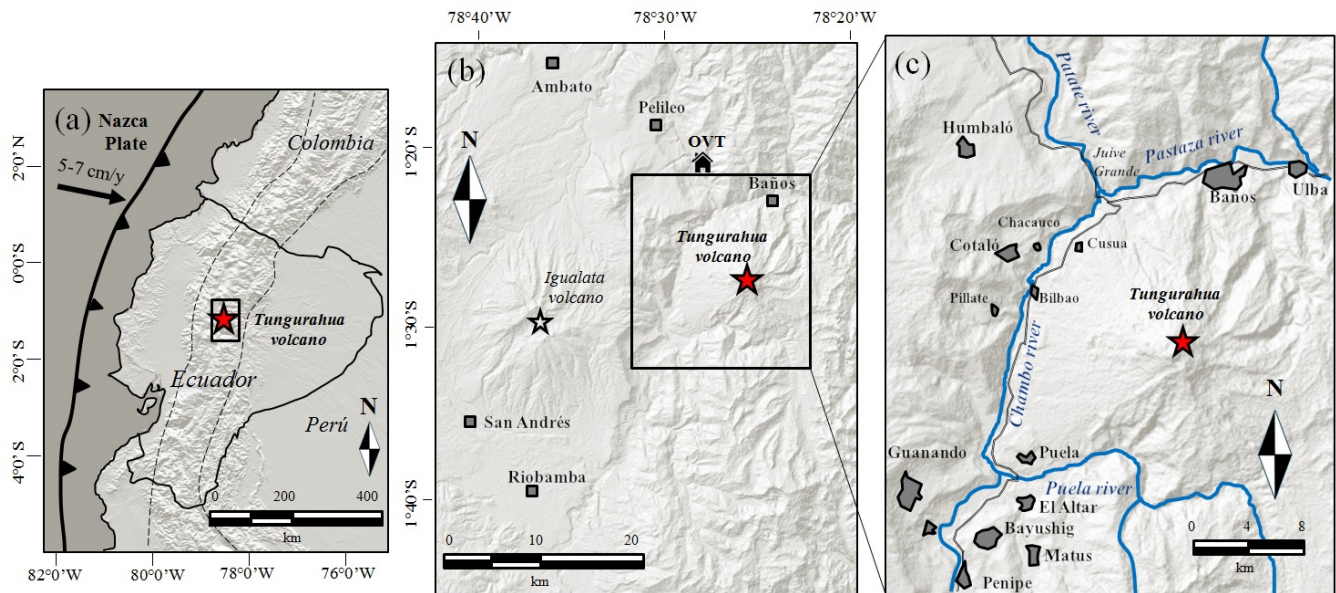 (a)
Nazca
Plate
5-7 cm/y
Colombia
Tungurahua
volcano
Ecuador
Perú
N
0
200
400
km
2°0' N
0°0'S
2°0'S
4°0'S
82°0'W
80°0'W
78°0'W
76°0'W
78°40'W
78°30'W
78°20'W
(b)
Ambato
Pelileo
N
OVT
Baños
Tungurahua
volcano
Igualata
volcano
San Andrés
Riobamba
0
10
20
km
1°20'S
1°30'S
1°40'S
(c)
Patate river
Humbaló
Juive
Grande
Pastaza river
Baños
Ulba
Chacauco
Cotaló
Cusua
Pillate
Bilbao
Tungurahua
volcano
Chambo river
N
Guanando
Puela
Puela river
El Altar
Bayushig
Matus
Penipe
0
4
8
km